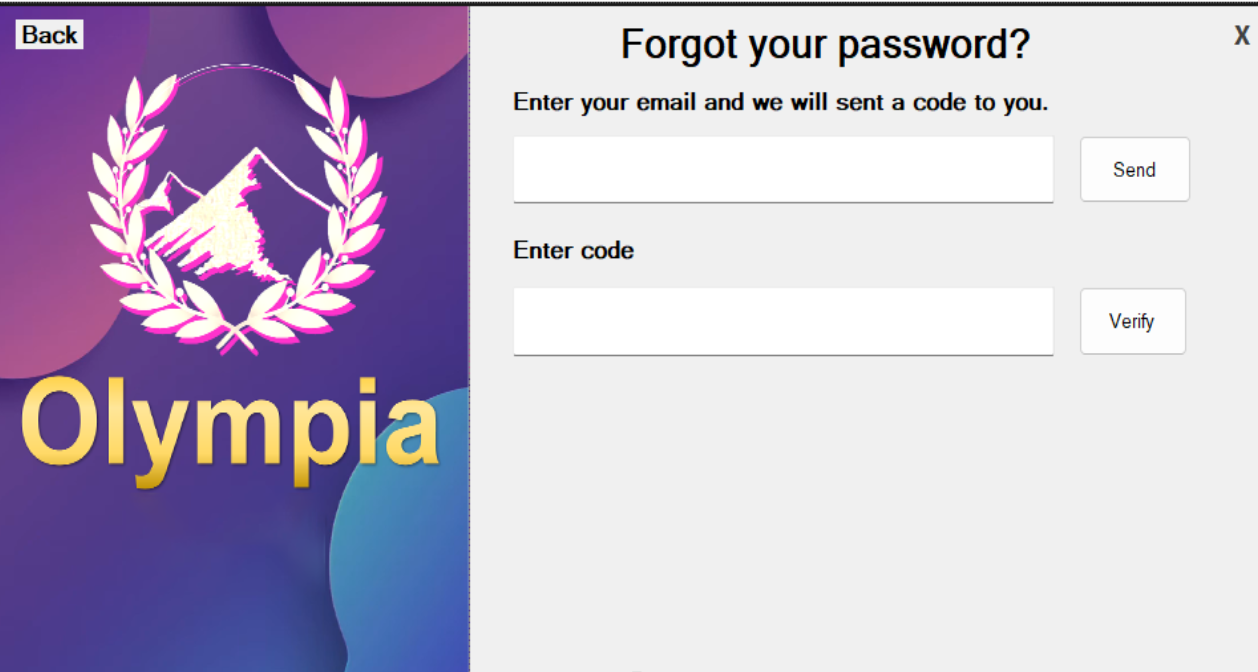 Back
Olympia
Forgot your password?
X
Enter your email and we will sent a code to you.
Send
Enter code
Verify